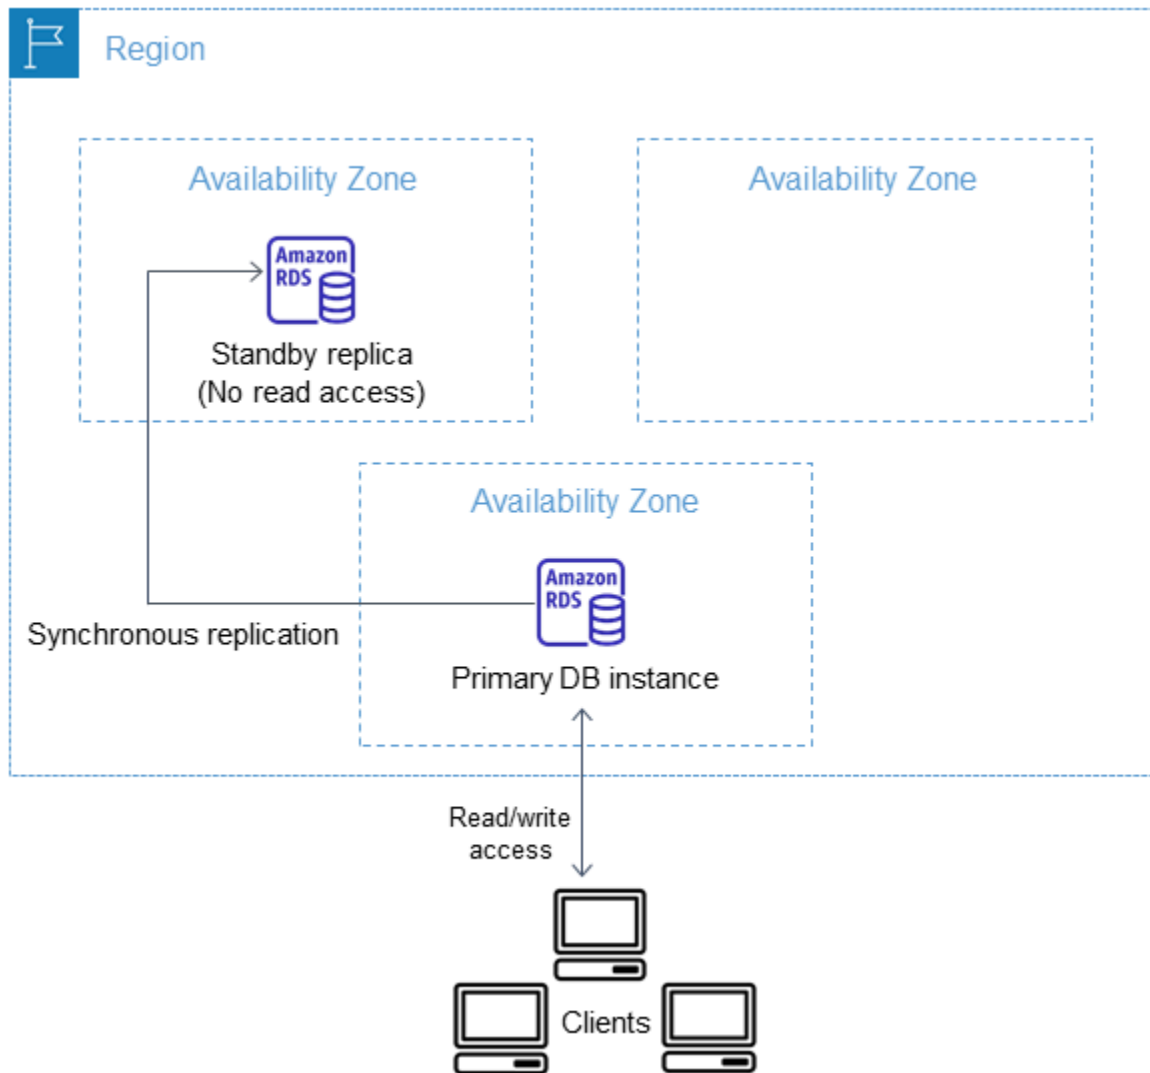 Region
Availability Zone
Availability Zone
Amazon
RDS
Standby replica
(No read access)
Availability Zone
Amazon
RDS
Synchronous replication
Primary DB instance
Read/write
access
Clients